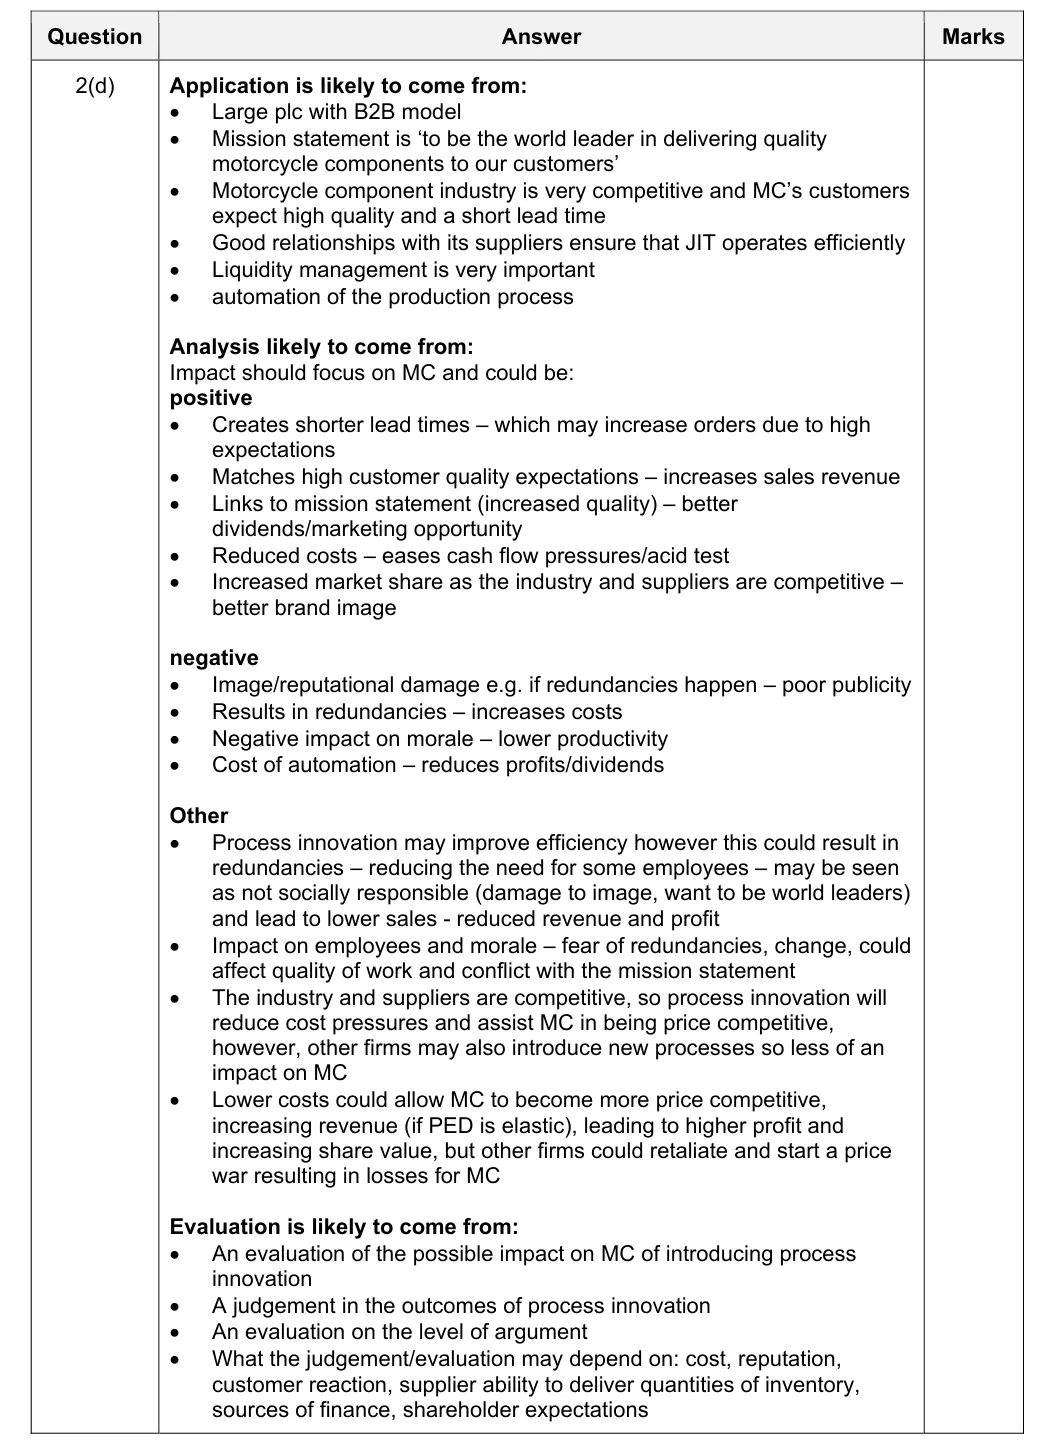 Question Answer Marks
2(d)
Application is likely to come from:
• Large plc with B2B model
• Mission statement is ‘to be the world leader in delivering quality
motorcycle components to our customers’
• Motorcycle component industry is very competitive and MC’s customers
expect high quality and a short lead time
• Good relationships with its suppliers ensure that JIT operates efficiently
• Liquidity management is very important
• automation of the production process
Analysis likely to come from:
Impact should focus on MC and could be:
positive
• Creates shorter lead times – which may increase orders due to high
expectations
• Matches high customer quality expectations – increases sales revenue
• Links to mission statement (increased quality) – better
dividends/marketing opportunity
• Reduced costs – eases cash flow pressures/acid test
• Increased market share as the industry and suppliers are competitive –
better brand image
negative
• Image/reputational damage e.g. if redundancies happen – poor publicity
• Results in redundancies – increases costs
• Negative impact on morale – lower productivity
• Cost of automation – reduces profits/dividends
Other
• Process innovation may improve efficiency however this could result in
redundancies – reducing the need for some employees – may be seen
as not socially responsible (damage to image, want to be world leaders)
and lead to lower sales - reduced revenue and profit
• Impact on employees and morale – fear of redundancies, change, could
affect quality of work and conflict with the mission statement
• The industry and suppliers are competitive, so process innovation will
reduce cost pressures and assist MC in being price competitive,
however, other firms may also introduce new processes so less of an
impact on MC
• Lower costs could allow MC to become more price competitive,
increasing revenue (if PED is elastic), leading to higher profit and
increasing share value, but other firms could retaliate and start a price
war resulting in losses for MC
Evaluation is likely to come from:
• An evaluation of the possible impact on MC of introducing process
innovation
• A judgement in the outcomes of process innovation
• An evaluation on the level of argument
• What the judgement/evaluation may depend on: cost, reputation,
customer reaction, supplier ability to deliver quantities of inventory,
sources of finance, shareholder expectations